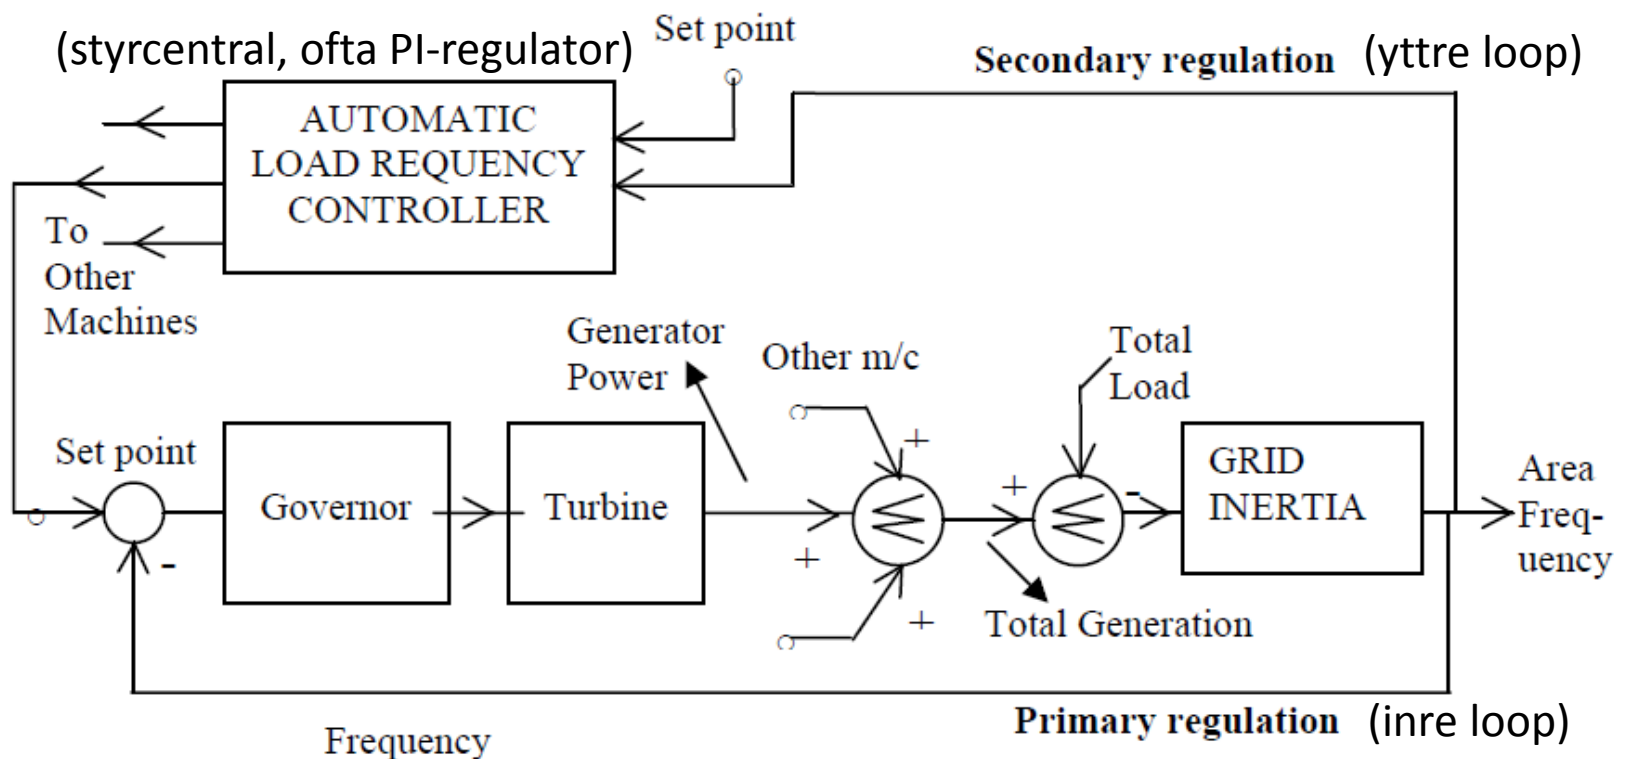 (styrcentral, ofta PI-regulator)
Set point
Secondary regulation (yttre loop)
AUTOMATIC
LOAD REQUENCY
CONTROLLER
To
Other
Machines
Generator
Power
Other m/c
Total
Load
Set point
Governor
Turbine
GRID
INERTIA
Area
Freq-
uency
+
+
-
-
+
+
Total Generation
Primary regulation (inre loop)
Frequency